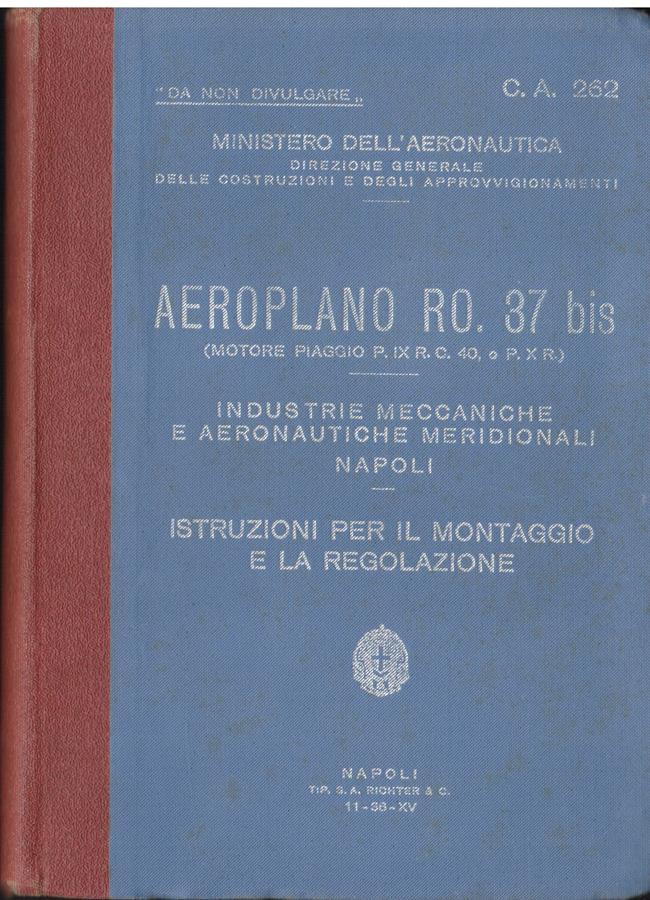 "DA NON DIVULGARE„
C. A. 262
MINISTERO DELL'AERONAUTICA
DIREZIONE GENERALE
DELLE COSTRUZIONI E DEGLI APPROVVIGIONAMENTI
AEROPLANO RO. 37 bis
(MOTORE PIAGGIO P. IX R. C. 40, o P. X R.)
INDUSTRIE MECCANICHE
E AERONAUTICHE MERIDIONALI
NAPOLI
ISTRUZIONI PER IL MONTAGGIO
E LA REGOLAZIONE
NAPOLI
TIP. S. A. RICHTER & C.
11-36-XV